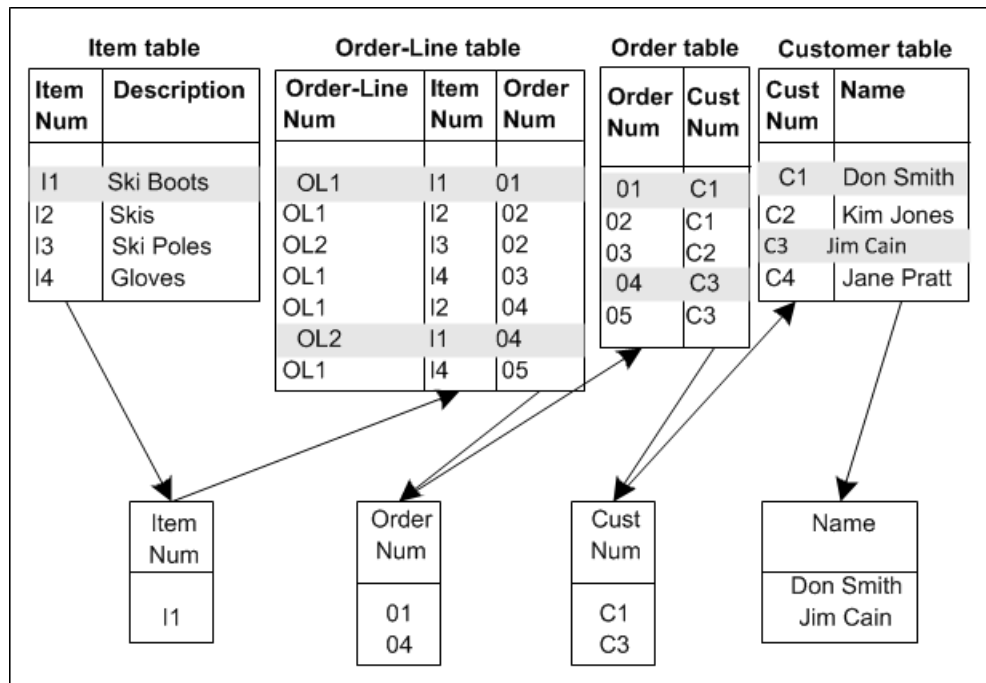 Item table
Item Num Description
I1 Ski Boots
I2 Skis
I3 Ski Poles
I4 Gloves
Order-Line table
Order-Line Num Item Num Order Num
OL1 I1 01
OL1 I2 02
OL2 I3 02
OL1 I4 03
OL1 I2 04
OL2 I1 04
OL1 I4 05
Order table
Order Num Cust Num
01 C1
02 C1
03 C2
04 C3
05 C3
Customer table
Cust Num Name
C1 Don Smith
C2 Kim Jones
C3 Jim Cain
C4 Jane Pratt
Item
Num
I1
Order
Num
01
04
Cust
Num
C1
C3
Name
Don Smith
Jim Cain